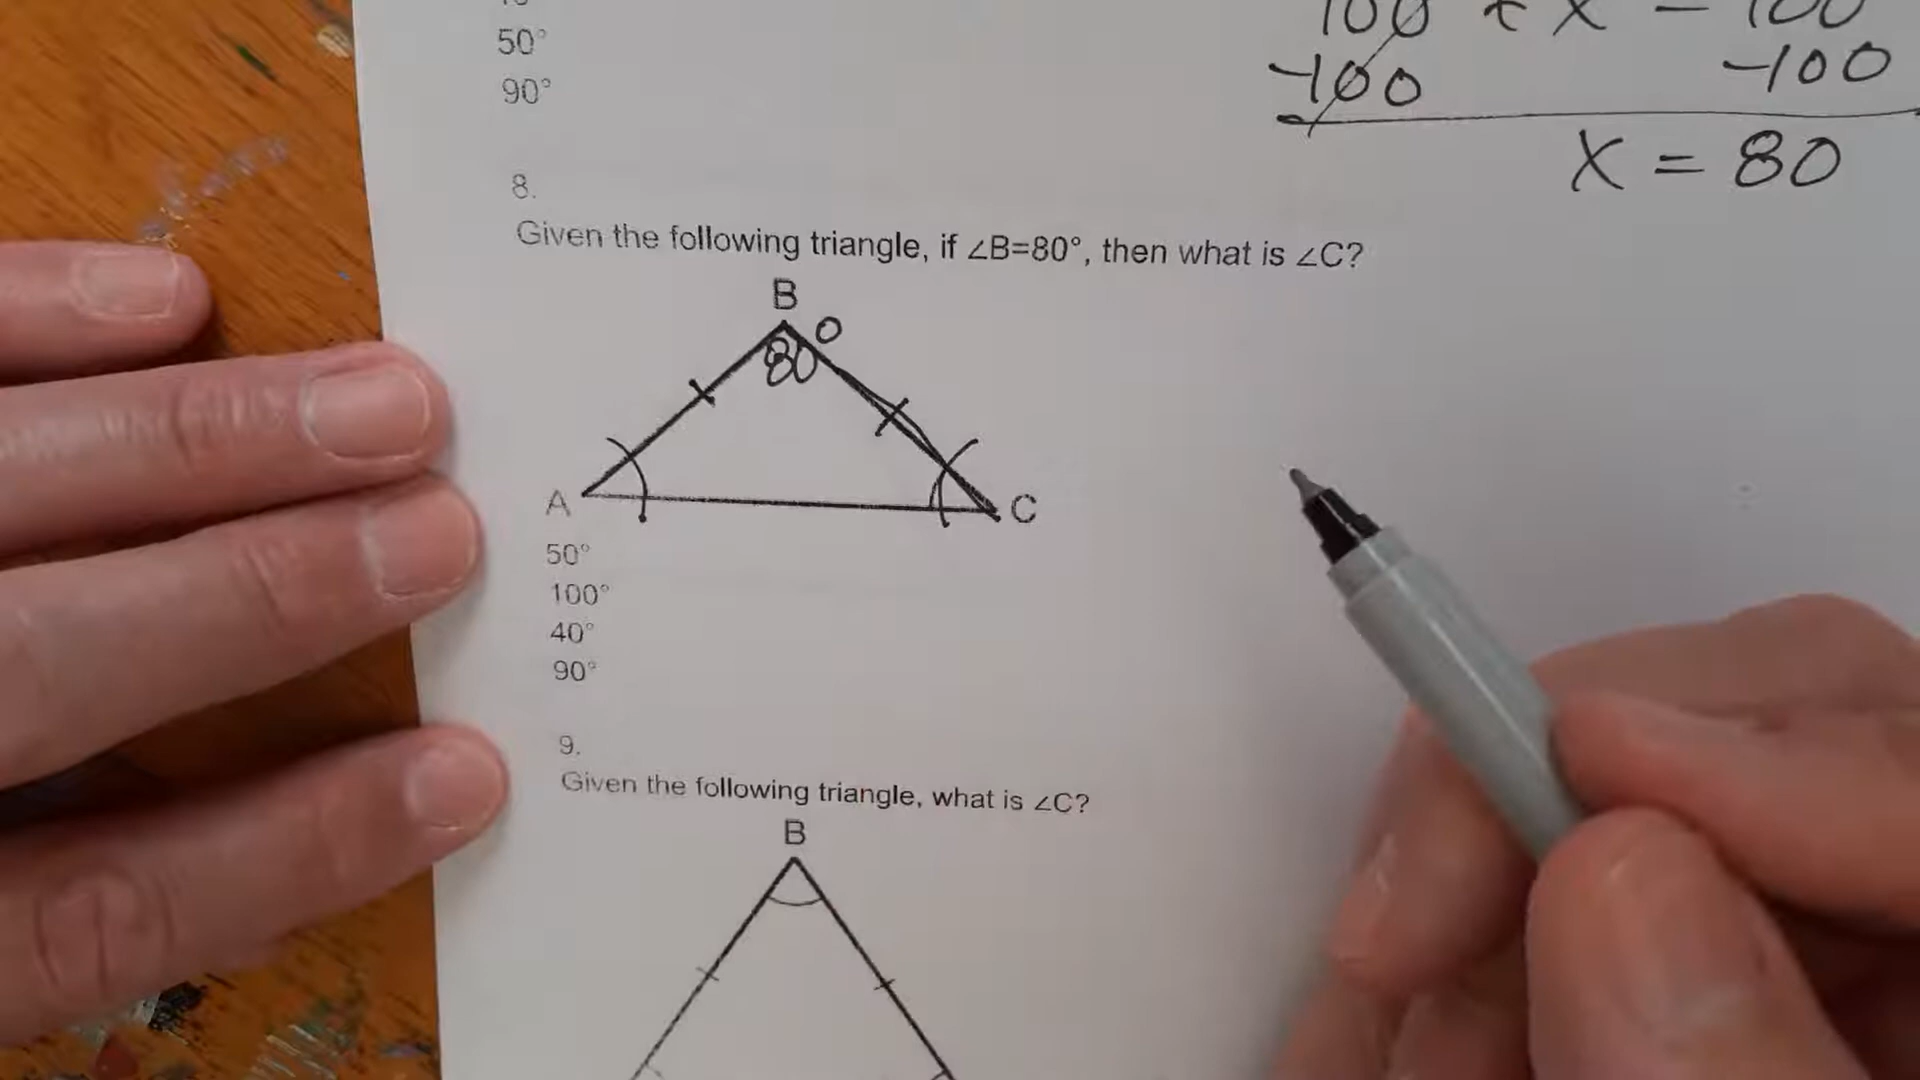 50°
90°
100 + x = 180
-100 -100
x = 80
8.
Given the following triangle, if ∠B=80°, then what is ∠C?
B
80°
A
C
50°
100°
40°
90°
9.
Given the following triangle, what is ∠C?
B